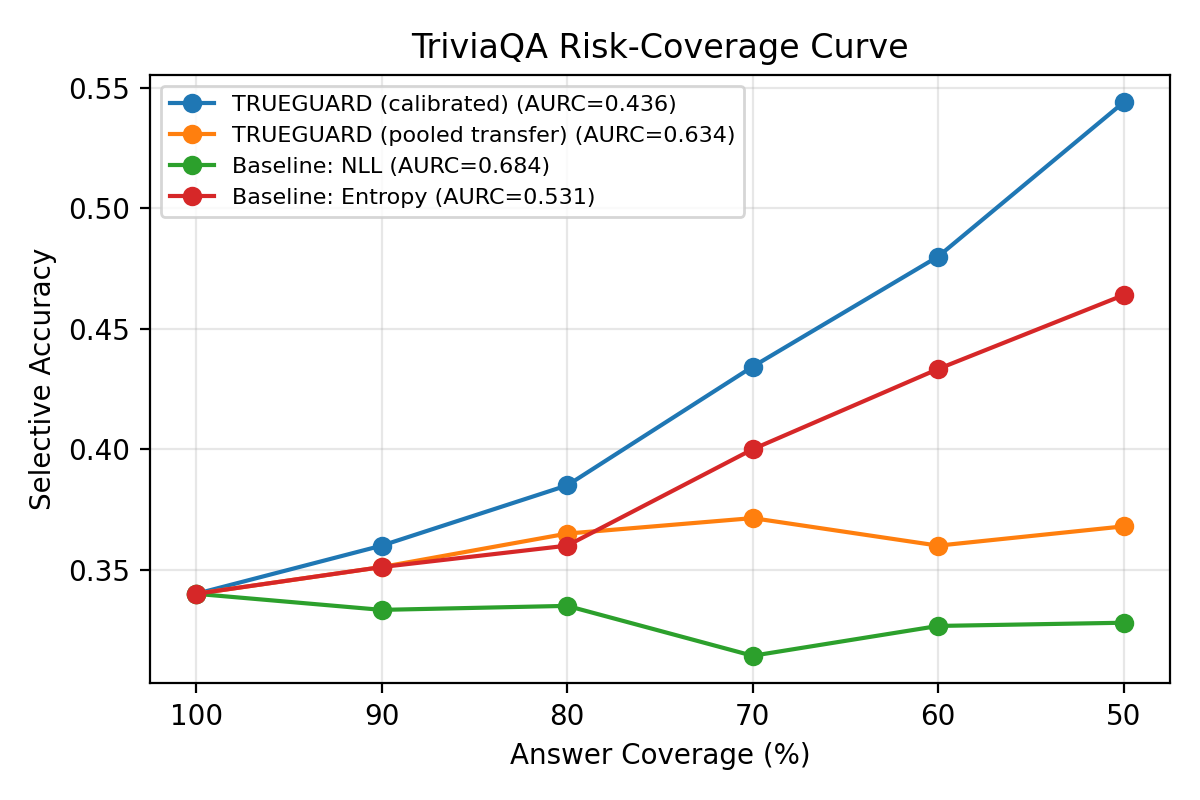 TriviaQA Risk-Coverage Curve
TRUEGUARD (calibrated) (AURC=0.436)
TRUEGUARD (pooled transfer) (AURC=0.634)
Baseline: NLL (AURC=0.684)
Baseline: Entropy (AURC=0.531)
Selective Accuracy
0.55
0.50
0.45
0.40
0.35
100 90 80 70 60 50
Answer Coverage (%)